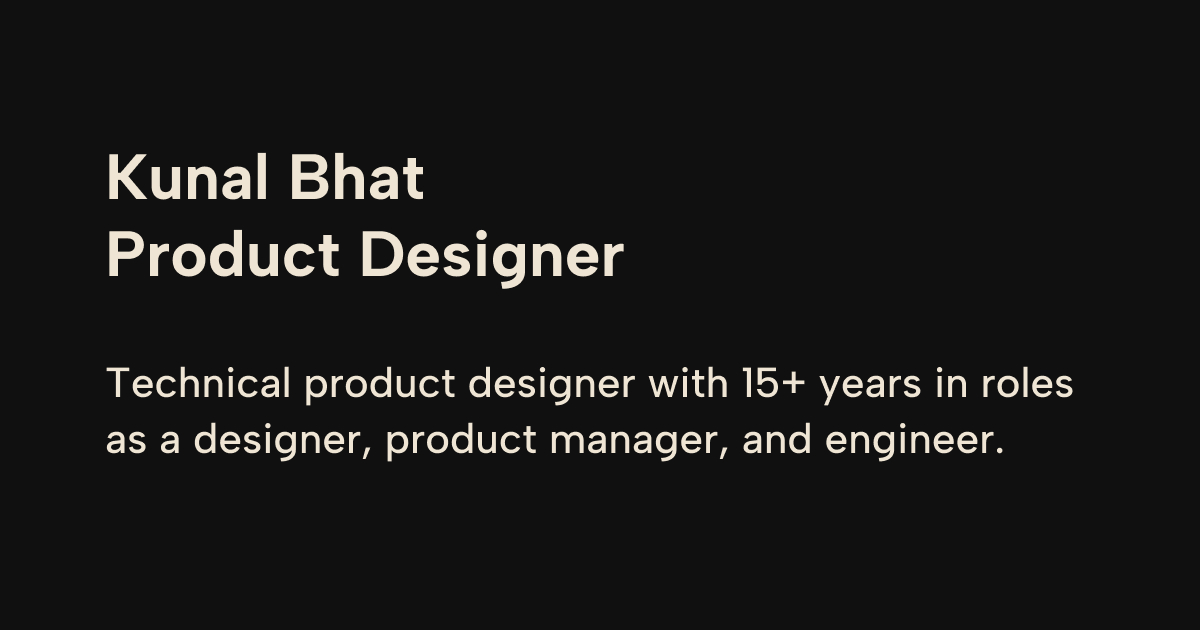 Kunal Bhat
Product Designer
Technical product designer with 15+ years in roles
as a designer, product manager, and engineer.